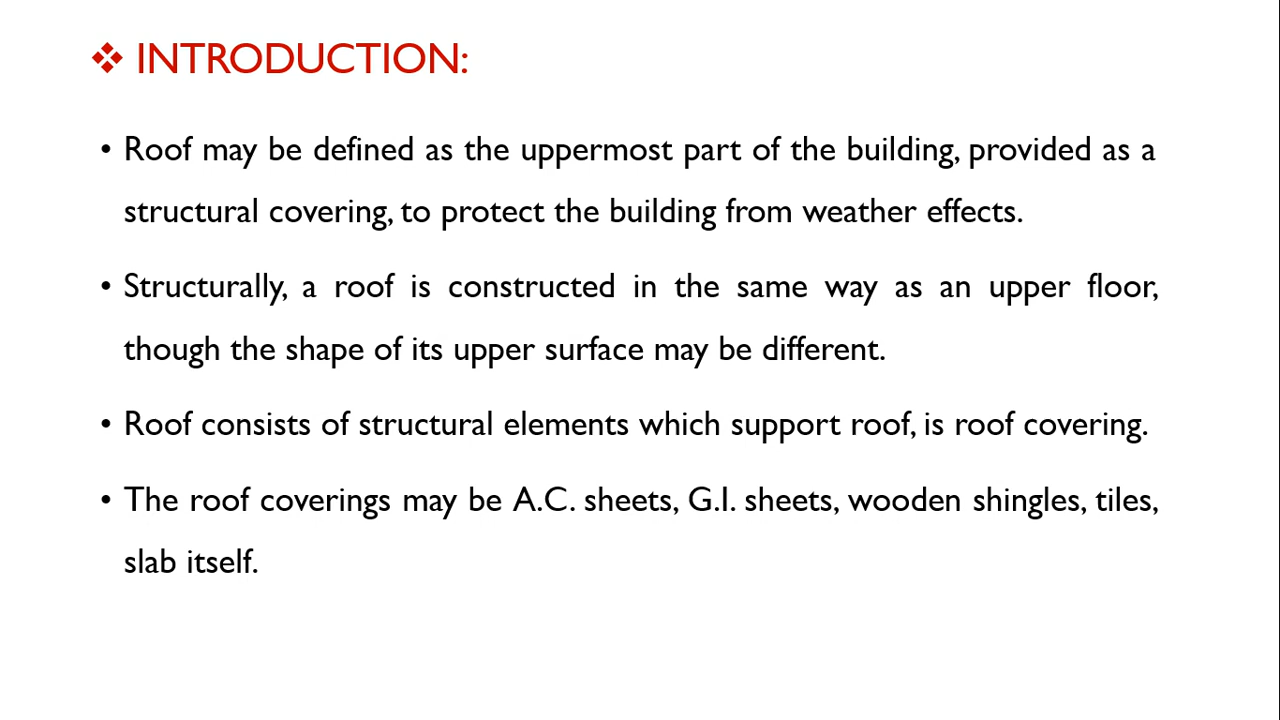 ❖ INTRODUCTION:
• Roof may be defined as the uppermost part of the building, provided as a
structural covering, to protect the building from weather effects.
• Structurally, a roof is constructed in the same way as an upper floor,
though the shape of its upper surface may be different.
• Roof consists of structural elements which support roof, is roof covering.
• The roof coverings may be A.C. sheets, G.I. sheets, wooden shingles, tiles,
slab itself.